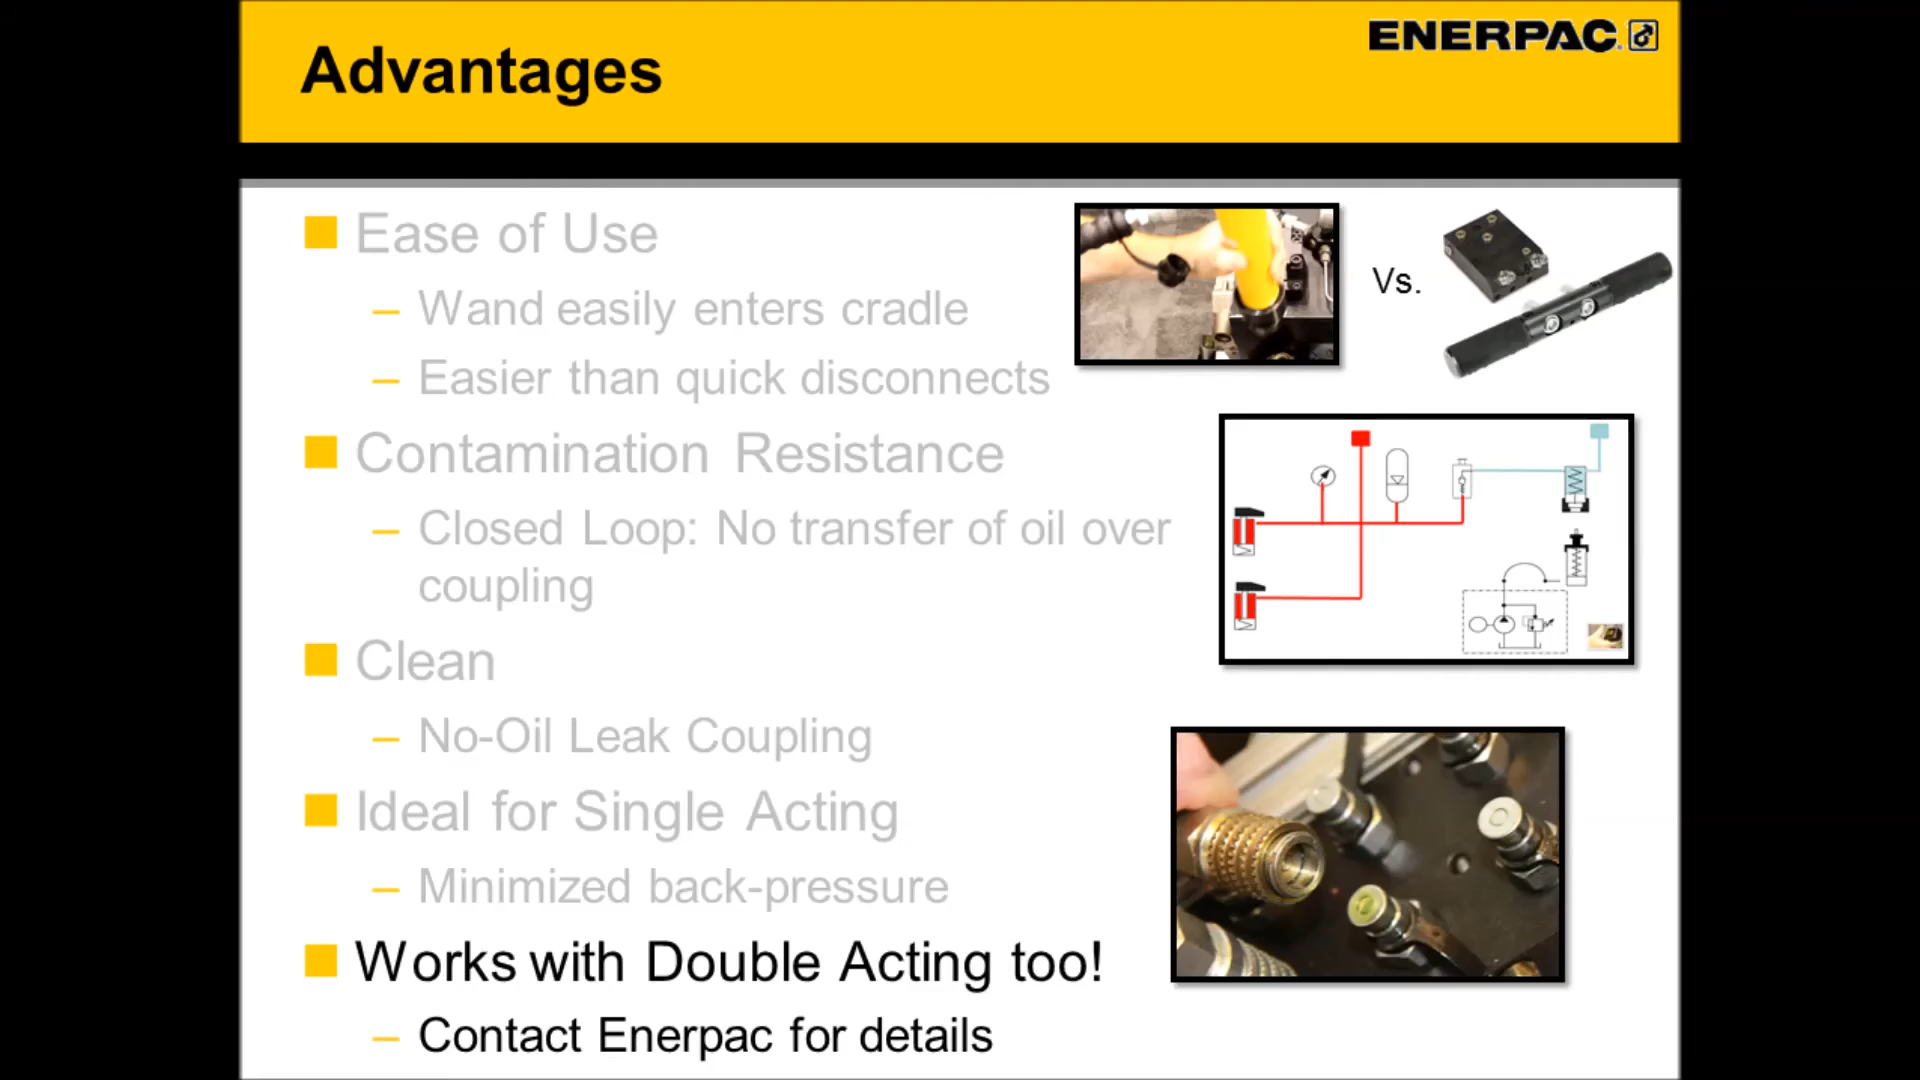 Advantages
ENERPAC
Ease of Use
– Wand easily enters cradle
– Easier than quick disconnects
Vs.
Contamination Resistance
– Closed Loop: No transfer of oil over
coupling
Clean
– No-Oil Leak Coupling
Ideal for Single Acting
– Minimized back-pressure
Works with Double Acting too!
– Contact Enerpac for details